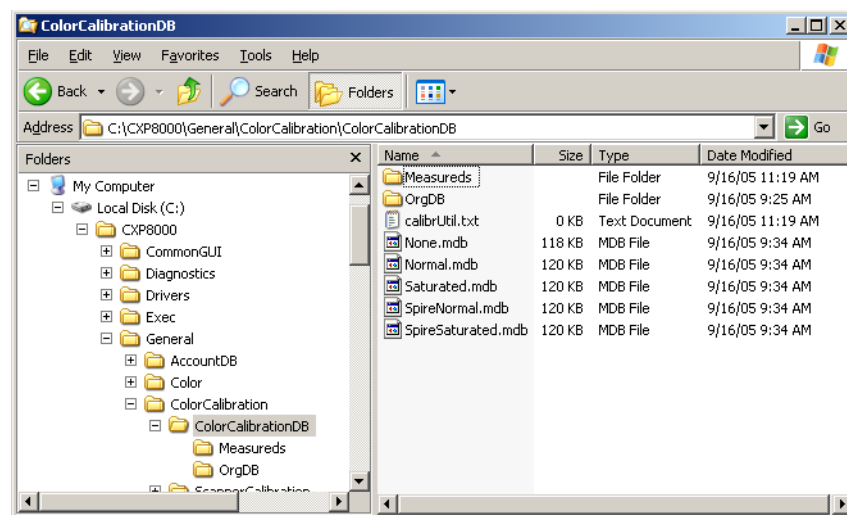 ColorCalibrationDB
File Edit View Favorites Tools Help
Back Search Folders
Address C:\CXP8000\General\ColorCalibration\ColorCalibrationDB Go
Folders
My Computer
Local Disk (C:)
CXP8000
CommonGUI
Diagnostics
Drivers
Exec
General
AccountDB
Color
ColorCalibration
ColorCalibrationDB
Measureds
OrgDB
ScannerCalibration
Name Size Type Date Modified
Measureds File Folder 9/16/05 11:19 AM
OrgDB File Folder 9/16/05 9:25 AM
calibrUtil.txt 0 KB Text Document 9/16/05 11:19 AM
None.mdb 118 KB MDB File 9/16/05 9:34 AM
Normal.mdb 120 KB MDB File 9/16/05 9:34 AM
Saturated.mdb 120 KB MDB File 9/16/05 9:34 AM
SpireNormal.mdb 120 KB MDB File 9/16/05 9:34 AM
SpireSaturated.mdb 120 KB MDB File 9/16/05 9:34 AM